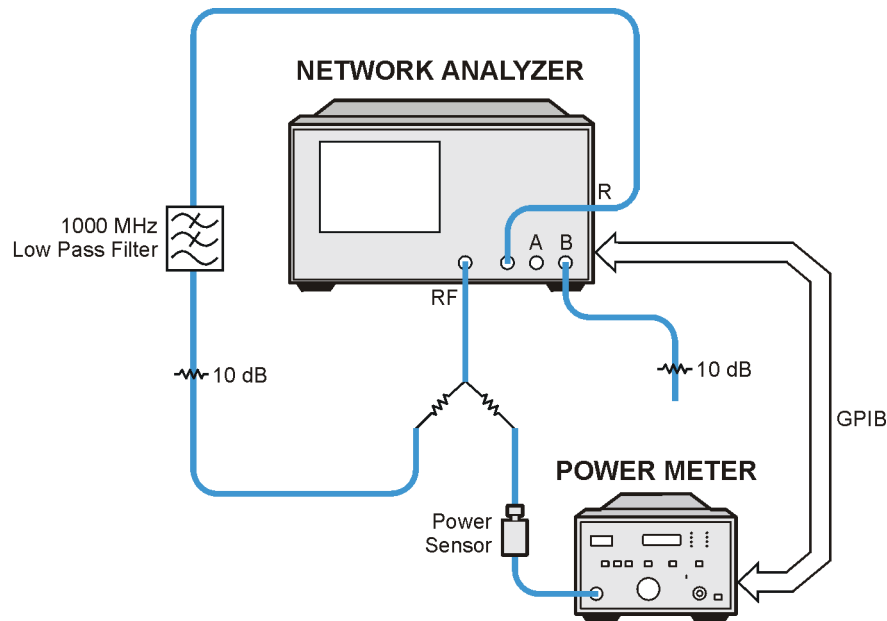 NETWORK ANALYZER
R
1000 MHz
Low Pass Filter
A
B
RF
10 dB
10 dB
GPIB
POWER METER
Power
Sensor